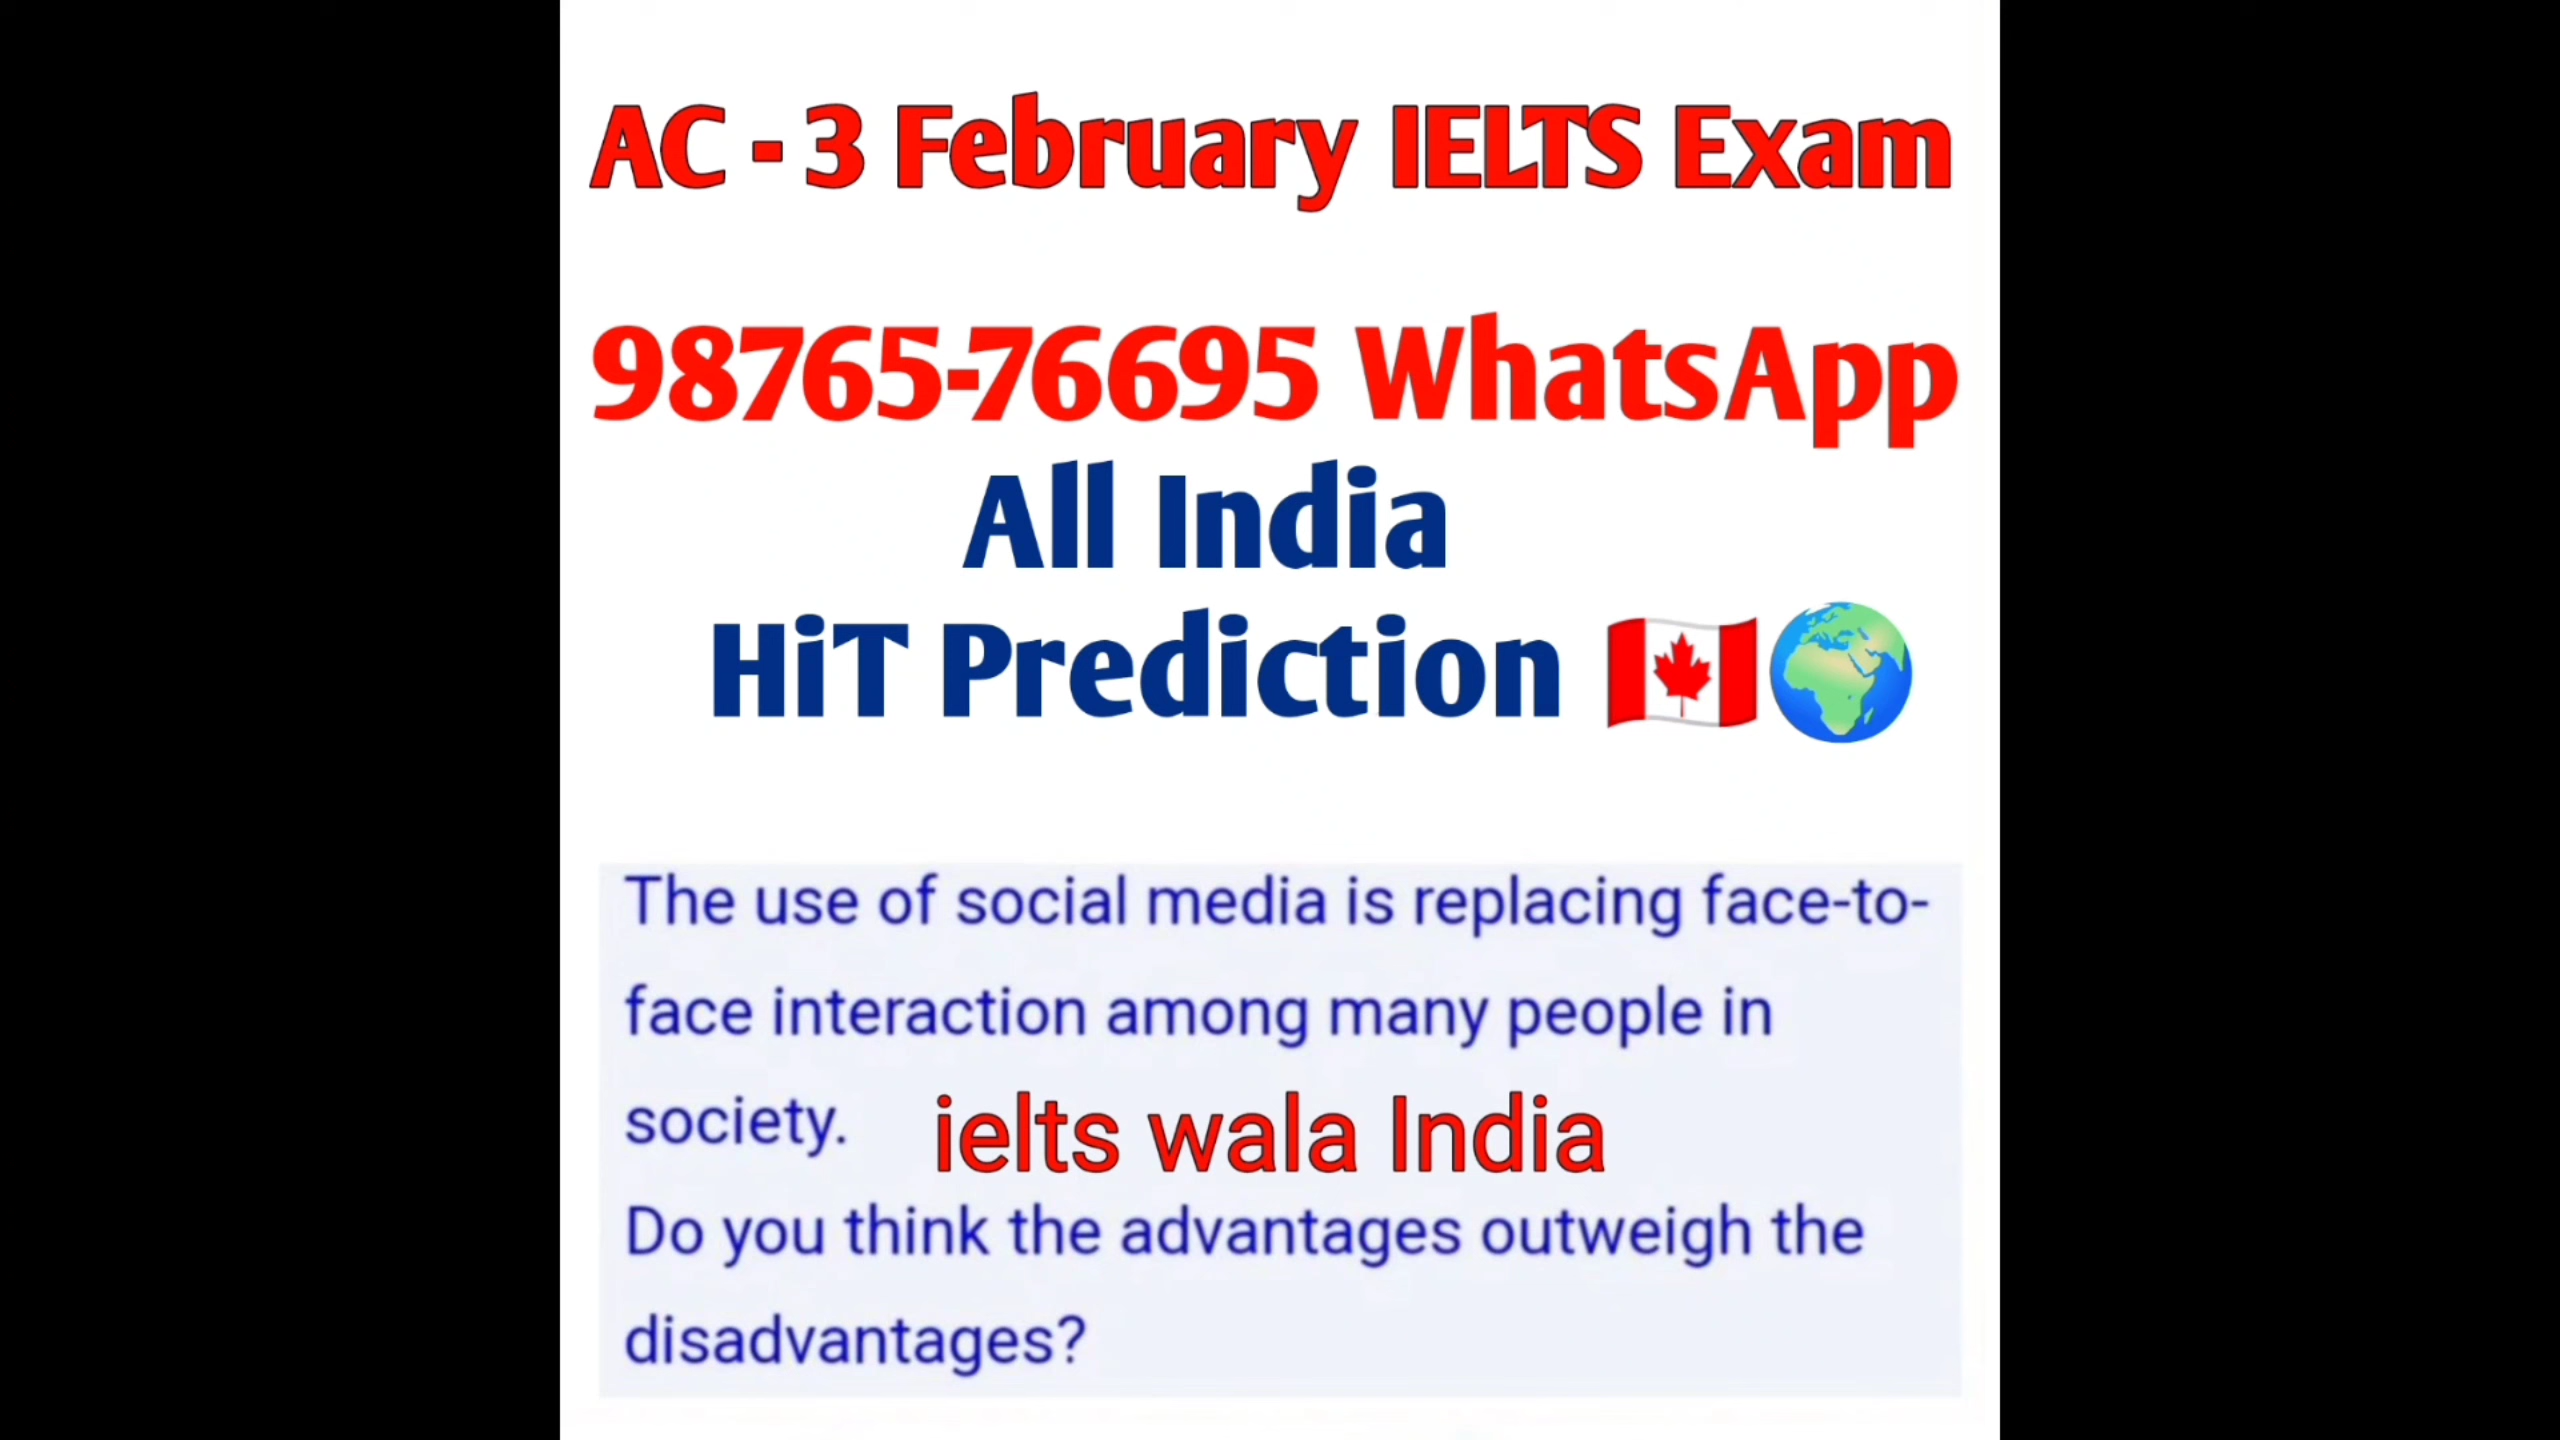 AC - 3 February IELTS Exam
98765-76695 WhatsApp
All India
HiT Prediction
The use of social media is replacing face-to-
face interaction among many people in
society.
ielts wala India
Do you think the advantages outweigh the
disadvantages?